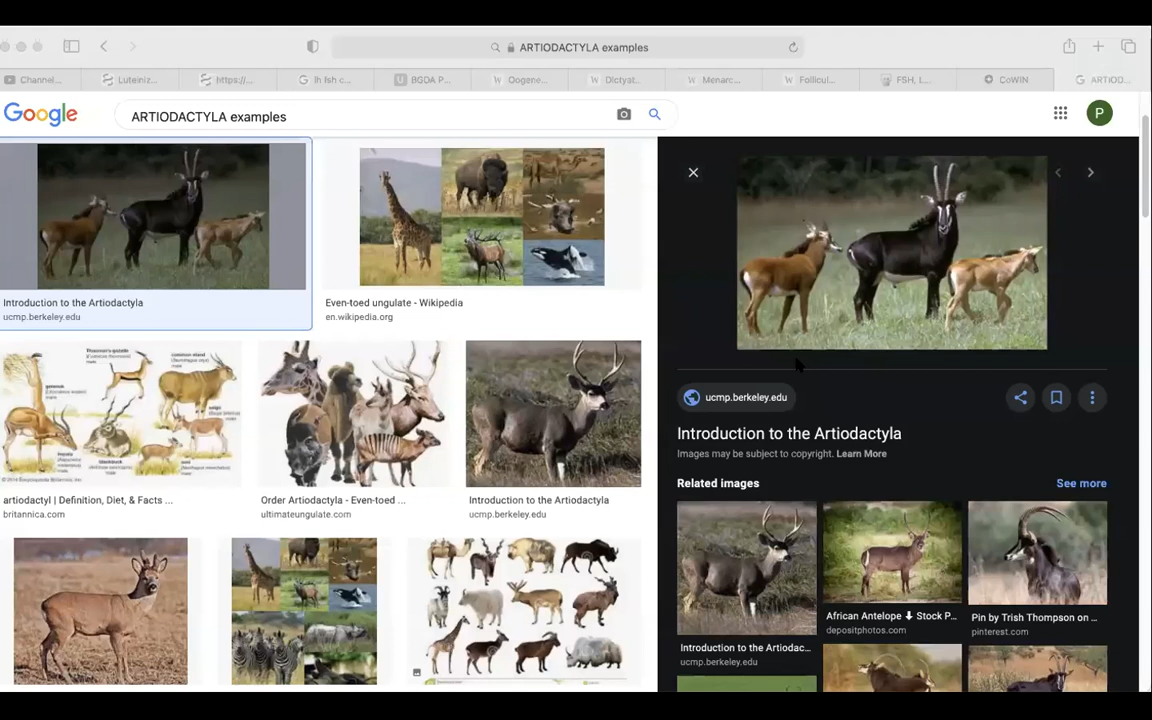 ARTIODACTYLA examples
Channel...
Luteiniz...
https://...
lh fsh c...
BGDA P...
Oogene...
Dictyat...
Menarc...
Follicul...
FSH, L...
CoWIN
ARTIOD...
Google
ARTIODACTYLA examples
P
Introduction to the Artiodactyla
ucmp.berkeley.edu
Even-toed ungulate - Wikipedia
en.wikipedia.org
artiodactyl | Definition, Diet, & Facts ...
britannica.com
Order Artiodactyla - Even-toed ...
ultimateungulate.com
Introduction to the Artiodactyla
ucmp.berkeley.edu
ucmp.berkeley.edu
Introduction to the Artiodactyla
Images may be subject to copyright. Learn More
Related images
See more
Introduction to the Artiodac...
ucmp.berkeley.edu
African Antelope ⬇ Stock P...
depositphotos.com
Pin by Trish Thompson on ...
pinterest.com